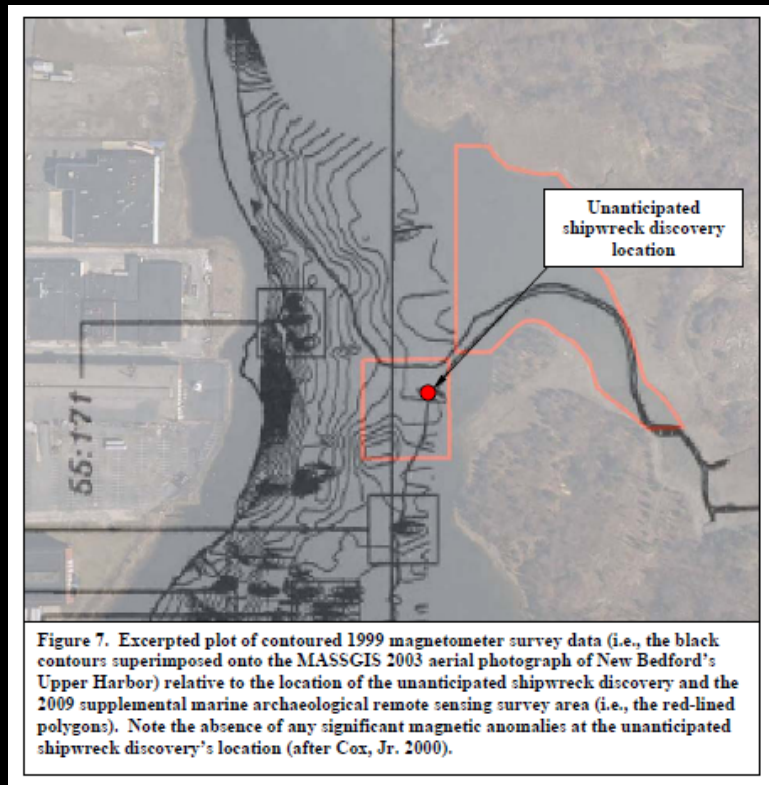 Unanticipated
shipwreck discovery
location
55:171
Figure 7. Excerpted plot of contoured 1999 magnetometer survey data (i.e., the black
contours superimposed onto the MASSGIS 2003 aerial photograph of New Bedford's
Upper Harbor) relative to the location of the unanticipated shipwreck discovery and the
2009 supplemental marine archaeological remote sensing survey area (i.e., the red-lined
polygons). Note the absence of any significant magnetic anomalies at the unanticipated
shipwreck discovery's location (after Cox, Jr. 2000).